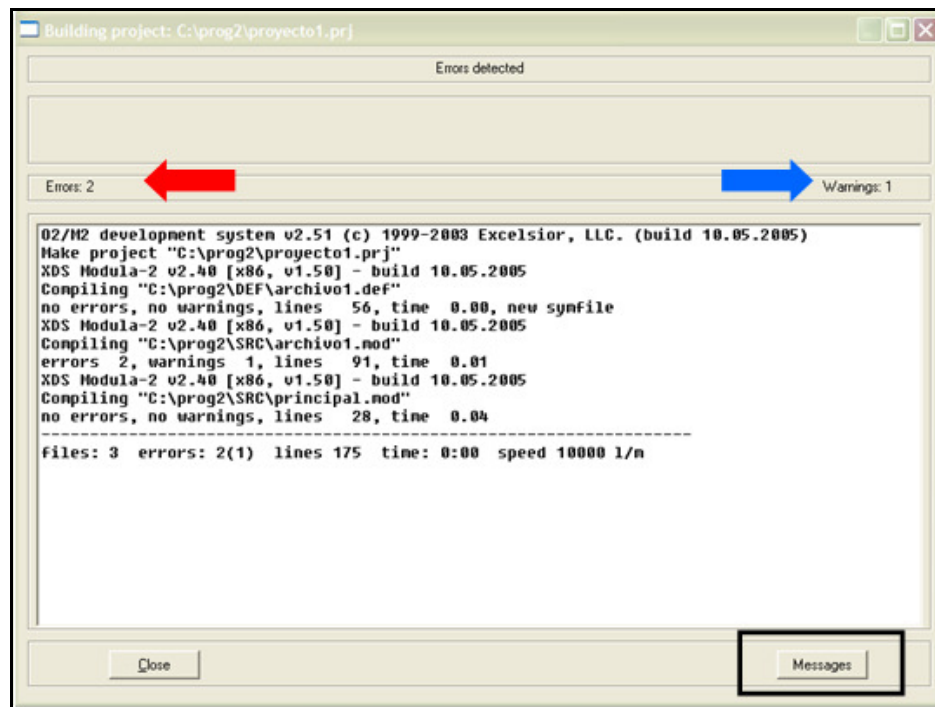 Building project: C:\prog2\proyecto1.prj
Errors detected
Errors: 2
Warnings: 1
O2/M2 development system v2.51 (c) 1999-2003 Excelsior, LLC. (build 10.05.2005)
Make project "C:\prog2\proyecto1.prj"
XDS Modula-2 v2.40 [x86, v1.50] - build 10.05.2005
Compiling "C:\prog2\DEF\archivo1.def"
no errors, no warnings, lines   56, time  0.00, new symfile
XDS Modula-2 v2.40 [x86, v1.50] - build 10.05.2005
Compiling "C:\prog2\SRC\archivo1.mod"
errors  2, warnings  1, lines   91, time  0.01
XDS Modula-2 v2.40 [x86, v1.50] - build 10.05.2005
Compiling "C:\prog2\SRC\principal.mod"
no errors, no warnings, lines   28, time  0.04
-------------------------------------------------------------------
files: 3  errors: 2(1)  lines 175  time: 0:00  speed 10000 l/m
Close
Messages